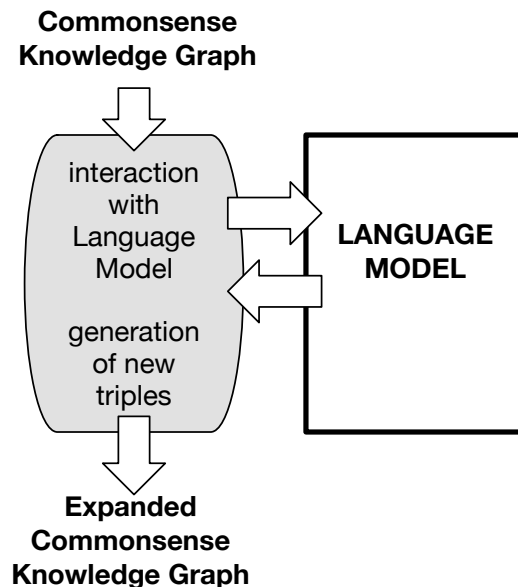 Commonsense
Knowledge Graph
interaction
with
Language
Model
LANGUAGE
MODEL
generation
of new
triples
Expanded
Commonsense
Knowledge Graph